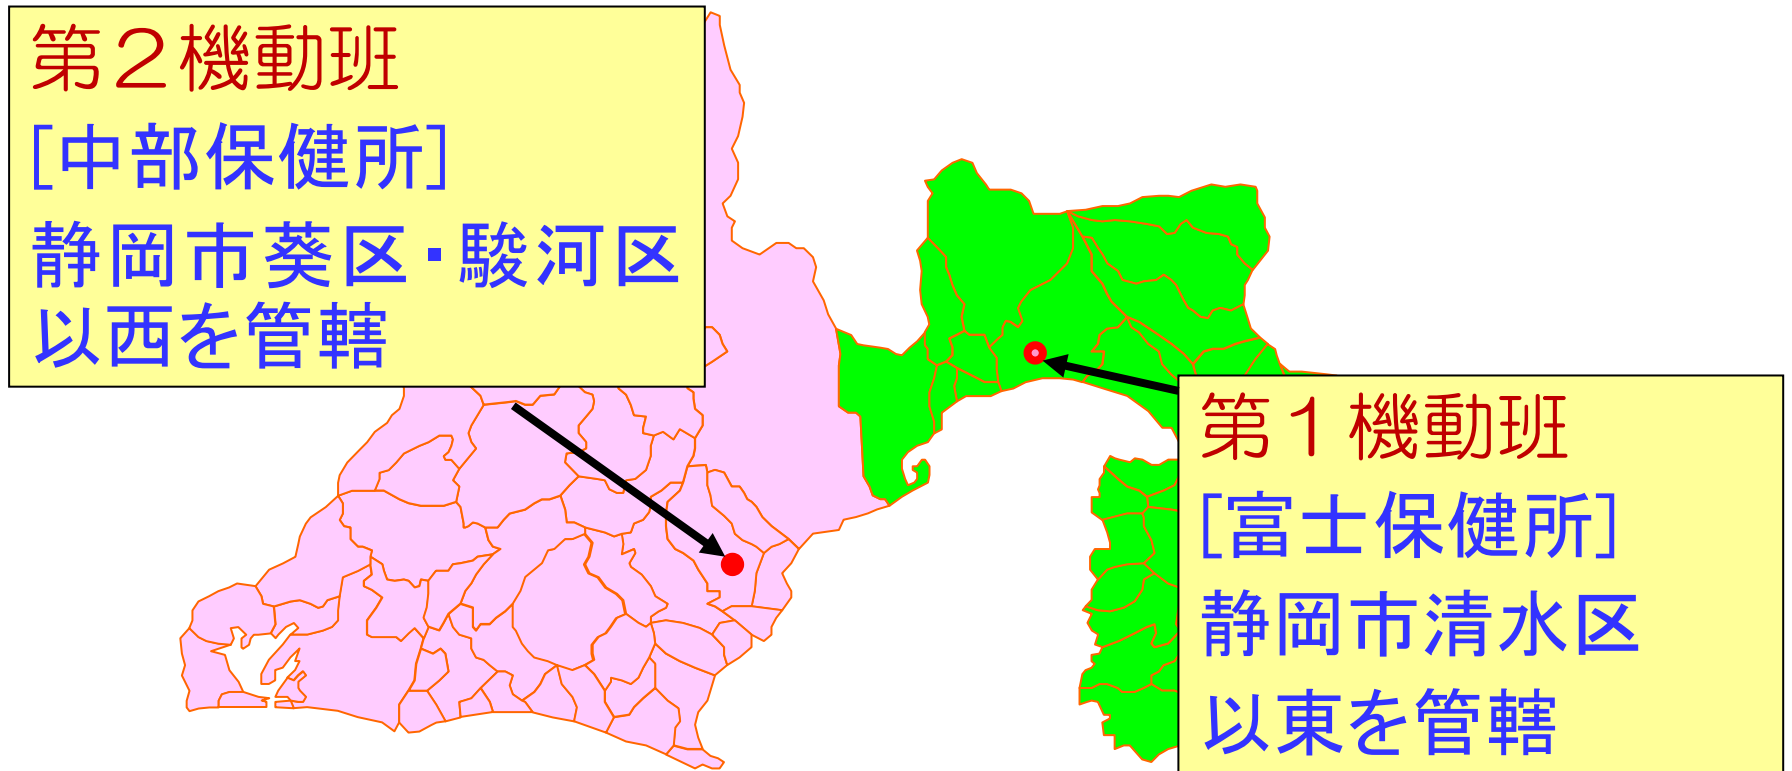 第２機動班
[中部保健所]
静岡市葵区・駿河区
以西を管轄
第１機動班
[富士保健所]
静岡市清水区
以東を管轄